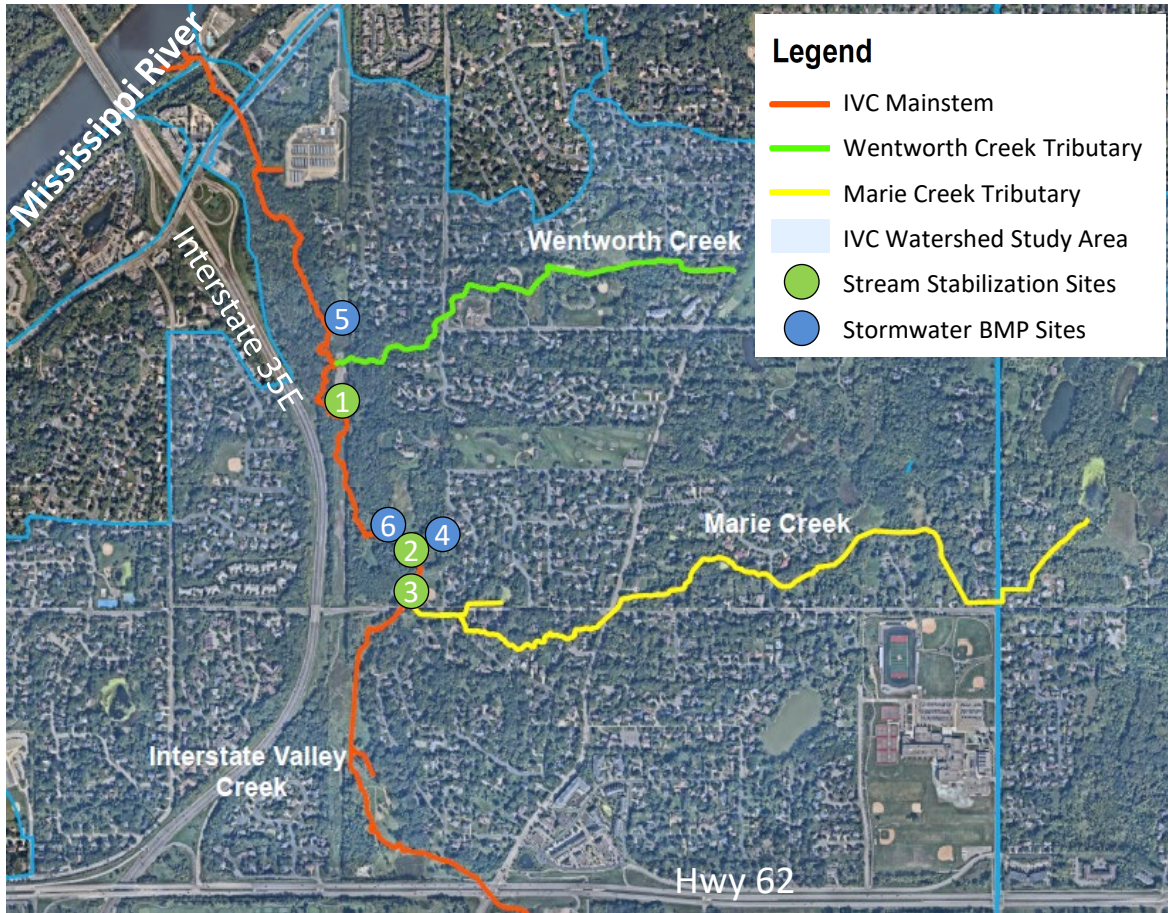 Legend
IVC Mainstem
Wentworth Creek Tributary
Marie Creek Tributary
IVC Watershed Study Area
Stream Stabilization Sites
Stormwater BMP Sites
Mississippi River
Interstate 35E
Wentworth Creek
5
1
6
4
2
3
Marie Creek
Interstate Valley
Creek
Hwy 62